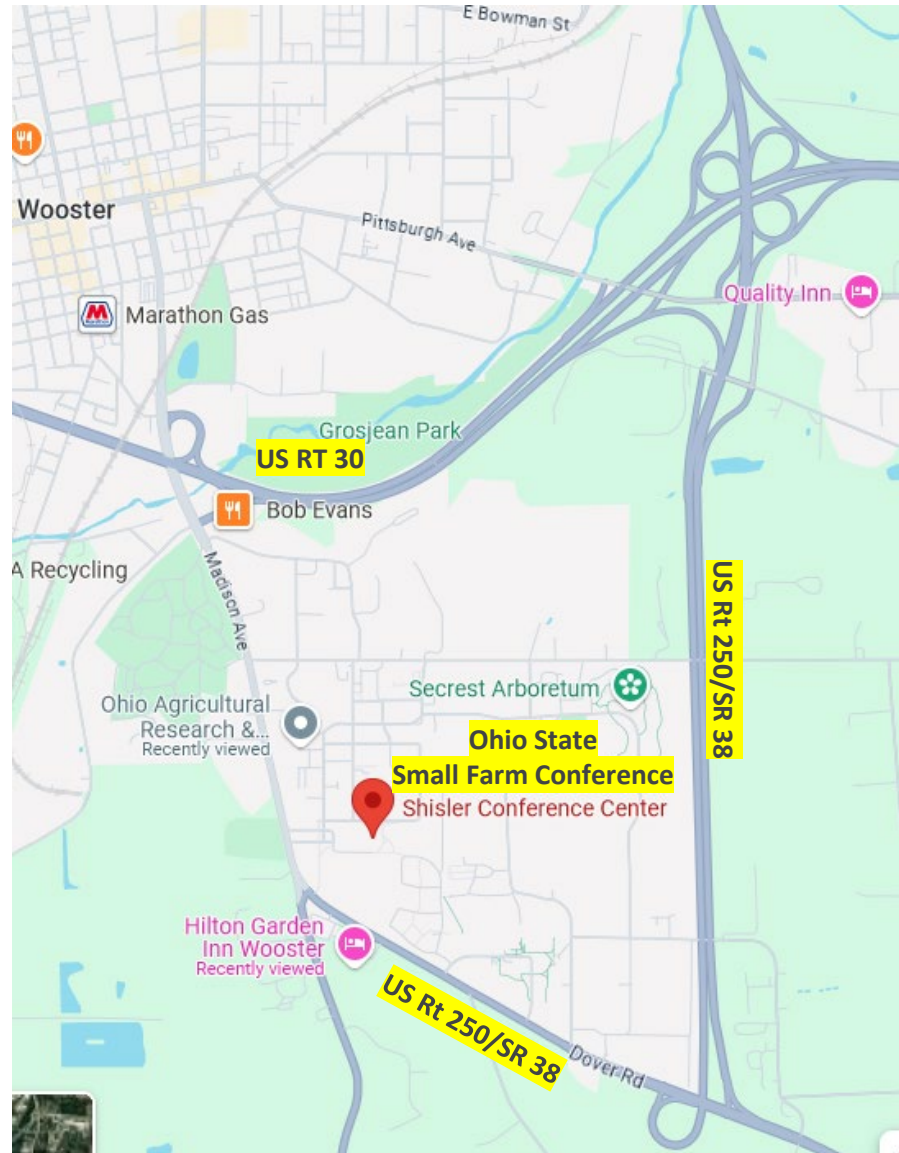 E Bowman St
Wooster
Pittsburgh Ave
Quality Inn
Marathon Gas
Grosjean Park
US RT 30
Bob Evans
A Recycling
Madison Ave
US Rt 250/SR 38
Secrest Arboretum
Ohio Agricultural
Research &...
Recently viewed
Ohio State
Small Farm Conference
Shisler Conference Center
Hilton Garden
Inn Wooster
Recently viewed
US Rt 250/SR 38
Dover Rd